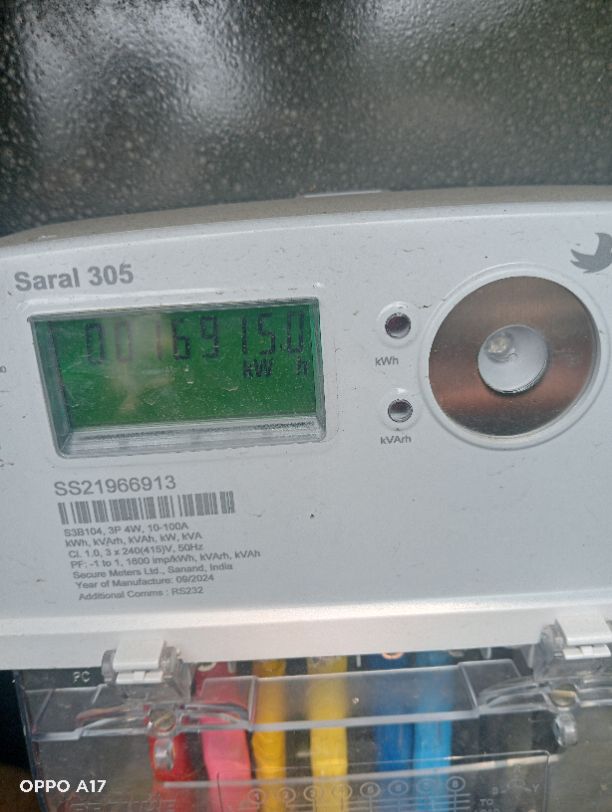 Saral 305
0016915.0
kW h
kWh
kVArh
SS21966913
S3B104, 3P 4W, 10-100A
kWh, kVArh, kVAh, kW, kVA
Cl. 1.0, 3 x 240(415)V, 50Hz
PF: -1 to 1, 1600 imp/kWh, kVArh, kVAh
Secure Meters Ltd., Sanand, India
Year of Manufacture: 09/2024
Additional Comms : RS232
OPPO A17